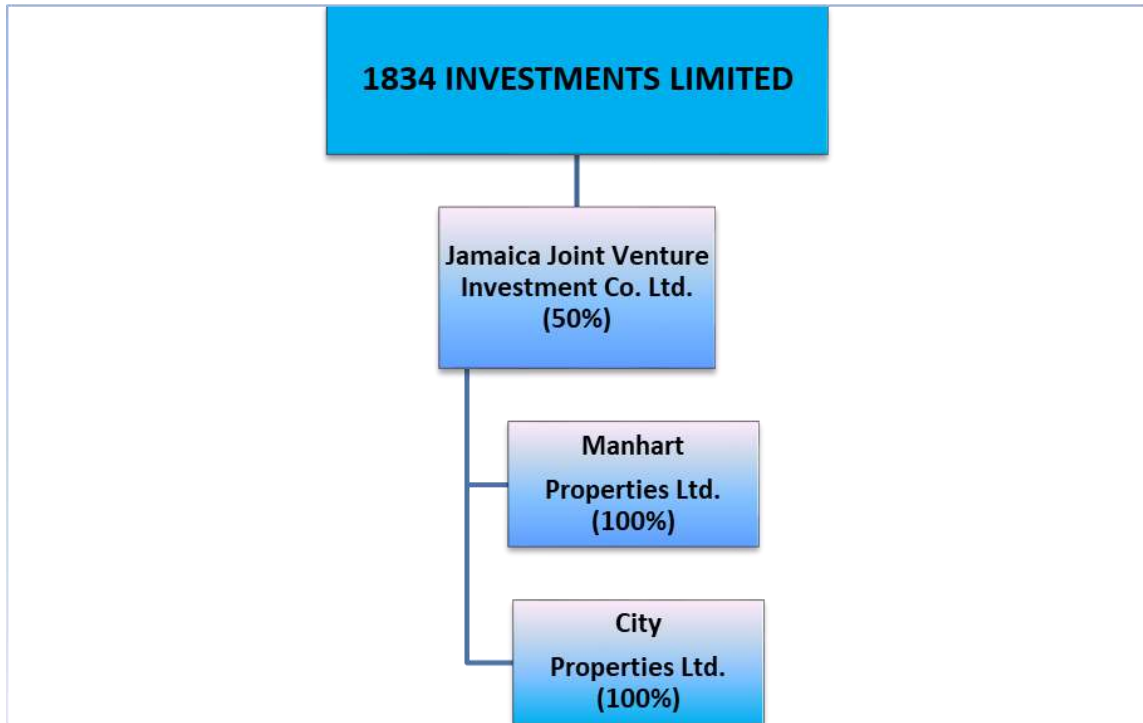 1834 INVESTMENTS LIMITED
Jamaica Joint Venture
Investment Co. Ltd.
(50%)
Manhart
Properties Ltd.
(100%)
City
Properties Ltd.
(100%)